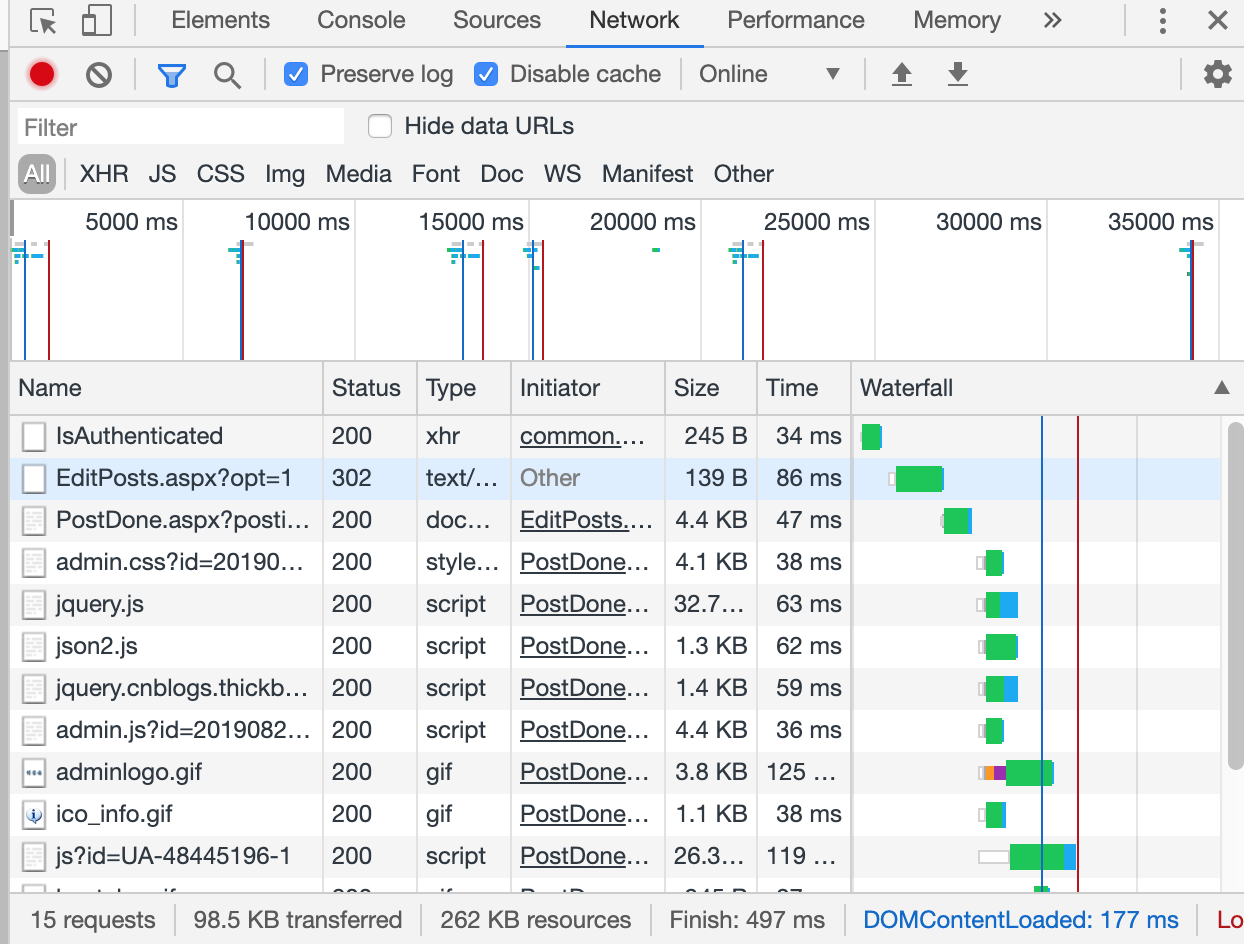 Elements Console Sources Network Performance Memory »
Preserve log Disable cache Online
Filter Hide data URLs
All XHR JS CSS Img Media Font Doc WS Manifest Other
5000 ms 10000 ms 15000 ms 20000 ms 25000 ms 30000 ms 35000 ms
Name Status Type Initiator Size Time Waterfall
IsAuthenticated 200 xhr common.... 245 B 34 ms
EditPosts.aspx?opt=1 302 text/... Other 139 B 86 ms
PostDone.aspx?posti... 200 doc... EditPosts.... 4.4 KB 47 ms
admin.css?id=20190... 200 style... PostDone... 4.1 KB 38 ms
jquery.js 200 script PostDone... 32.7... 63 ms
json2.js 200 script PostDone... 1.3 KB 62 ms
jquery.cnblogs.thickb... 200 script PostDone... 1.4 KB 59 ms
admin.js?id=2019082... 200 script PostDone... 4.4 KB 36 ms
adminlogo.gif 200 gif PostDone... 3.8 KB 125 ...
ico_info.gif 200 gif PostDone... 1.1 KB 38 ms
js?id=UA-48445196-1 200 script PostDone... 26.3... 119 ...
15 requests 98.5 KB transferred 262 KB resources Finish: 497 ms DOMContentLoaded: 177 ms Lo